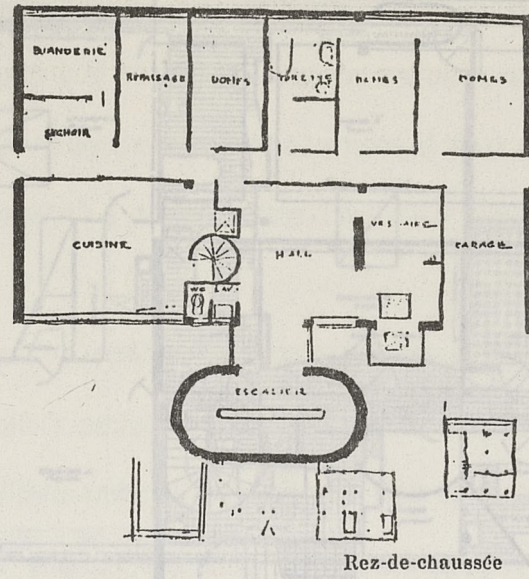 BUANDERIE
REPASSAGE
DOMES
TOILETTE
DOMES
DOMES
SECHOIR
CUISINE
VESTIAIRE
HALL
GARAGE
WC LAV.
ESCALIER
Rez-de-chaussée